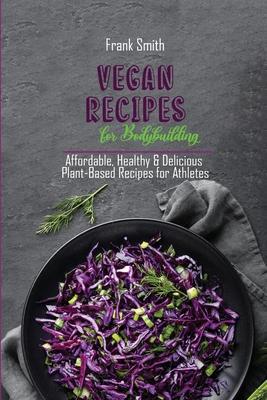 Frank Smith
VEGAN
RECIPES
for Bodybuilding
Affordable, Healthy & Delicious
Plant-Based Recipes for Athletes